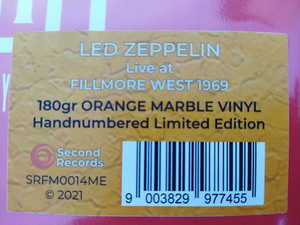 LED ZEPPELIN
Live at
FILLMORE WEST 1969
180gr ORANGE MARBLE VINYL
Handnumbered Limited Edition
Second
Records
SRFM0014ME
© 2021
9 003829 977455